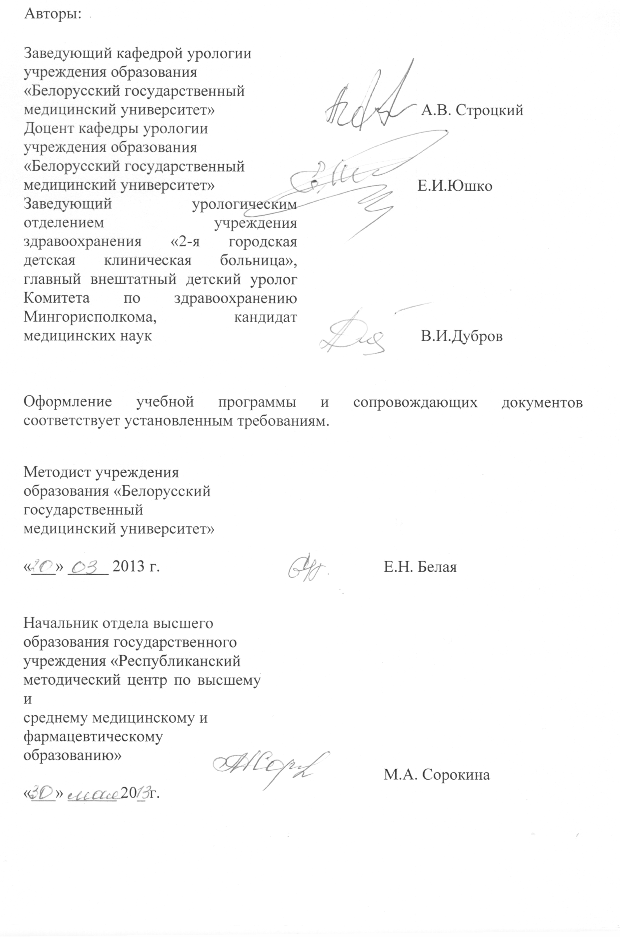 Авторы:
Заведующий кафедрой урологии
учреждения образования
«Белорусский государственный
медицинский университет» А.В. Строцкий
Доцент кафедры урологии
учреждения образования
«Белорусский государственный
медицинский университет» Е.И.Юшко
Заведующий урологическим
отделением учреждения
здравоохранения «2-я городская
детская клиническая больница»,
главный внештатный детский уролог
Комитета по здравоохранению
Мингорисполкома, кандидат
медицинских наук В.И.Дубров
Оформление учебной программы и сопровождающих документов
соответствует установленным требованиям.
Методист учреждения
образования «Белорусский
государственный
медицинский университет»
«20» 03 2013 г. Е.Н. Белая
Начальник отдела высшего
образования государственного
учреждения «Республиканский
методический центр по высшему
и
среднему медицинскому и
фармацевтическому
образованию»
М.А. Сорокина
«30» мая 2013г.